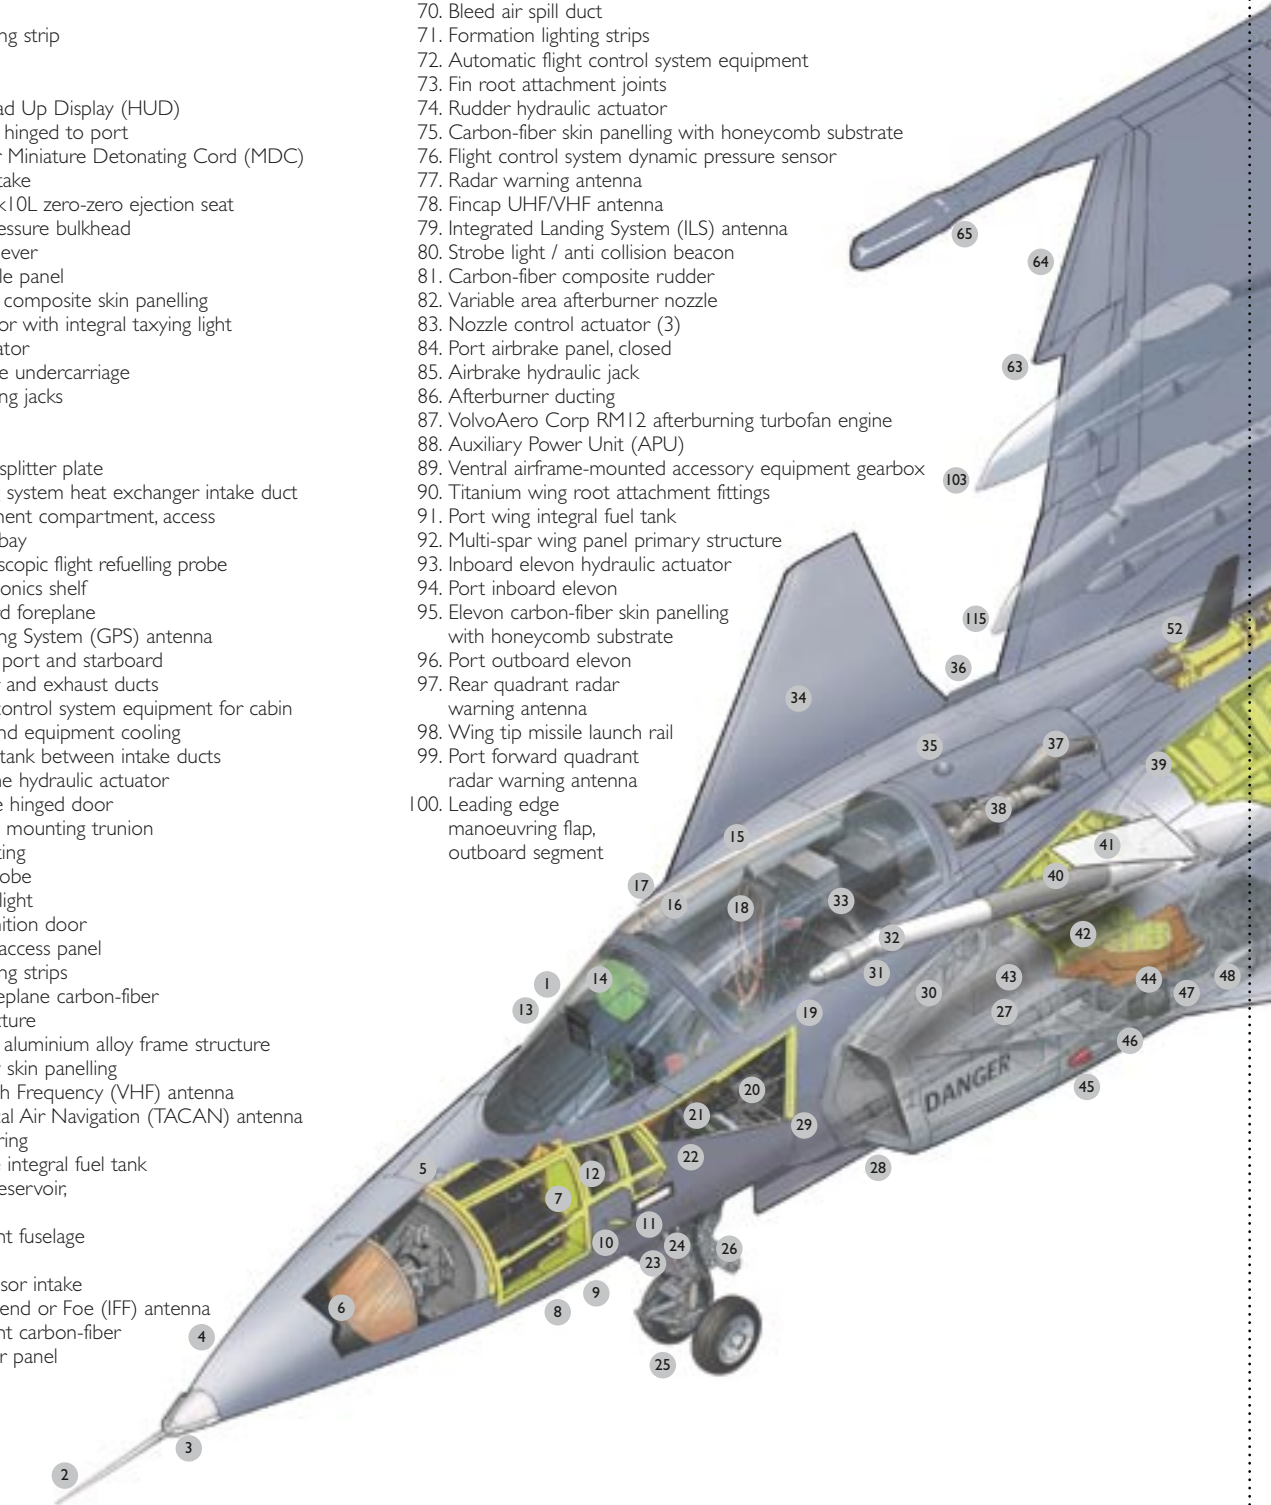 ng strip
ad Up Display (HUD)
hinged to port
r Miniature Detonating Cord (MDC)
take
k10L zero-zero ejection seat
essure bulkhead
ever
le panel
composite skin panelling
or with integral taxying light
ator
e undercarriage
ng jacks
splitter plate
g system heat exchanger intake duct
ment compartment, access
bay
scopic flight refuelling probe
onics shelf
d foreplane
ng System (GPS) antenna
port and starboard
r and exhaust ducts
control system equipment for cabin
nd equipment cooling
tank between intake ducts
ne hydraulic actuator
e hinged door
mounting trunion
ting
obe
light
nition door
access panel
ng strips
eplane carbon-fiber
cture
aluminium alloy frame structure
r skin panelling
h Frequency (VHF) antenna
cal Air Navigation (TACAN) antenna
ring
e integral fuel tank
eservoir,
nt fuselage
sor intake
end or Foe (IFF) antenna
nt carbon-fiber
r panel
70. Bleed air spill duct
71. Formation lighting strips
72. Automatic flight control system equipment
73. Fin root attachment joints
74. Rudder hydraulic actuator
75. Carbon-fiber skin panelling with honeycomb substrate
76. Flight control system dynamic pressure sensor
77. Radar warning antenna
78. Fincap UHF/VHF antenna
79. Integrated Landing System (ILS) antenna
80. Strobe light / anti collision beacon
81. Carbon-fiber composite rudder
82. Variable area afterburner nozzle
83. Nozzle control actuator (3)
84. Port airbrake panel, closed
85. Airbrake hydraulic jack
86. Afterburner ducting
87. VolvoAero Corp RM12 afterburning turbofan engine
88. Auxiliary Power Unit (APU)
89. Ventral airframe-mounted accessory equipment gearbox
90. Titanium wing root attachment fittings
91. Port wing integral fuel tank
92. Multi-spar wing panel primary structure
93. Inboard elevon hydraulic actuator
94. Port inboard elevon
95. Elevon carbon-fiber skin panelling
with honeycomb substrate
96. Port outboard elevon
97. Rear quadrant radar
warning antenna
98. Wing tip missile launch rail
99. Port forward quadrant
radar warning antenna
100. Leading edge
manoeuvring flap,
outboard segment
65
64
63
103
115
52
36
34
35
37
39
38
15
41
17
40
16
18
33
32
42
31
14
1
13
30
43
44
48
47
27
19
46
DANGER
45
20
21
29
22
28
5
12
7
11
10
24
26
23
9
8
6
4
25
3
2